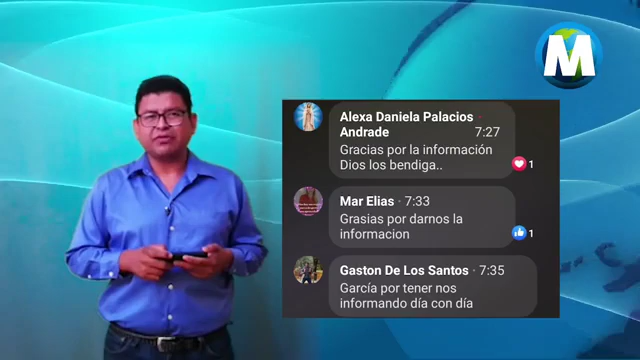 M
Alexa Daniela Palacios ·
Andrade 7:27
Gracias por la información
Dios los bendiga..
1
Mar Elias · 7:33
Grasias por darnos la
informacion
1
Gaston De Los Santos · 7:35
García por tener nos
informando día con día